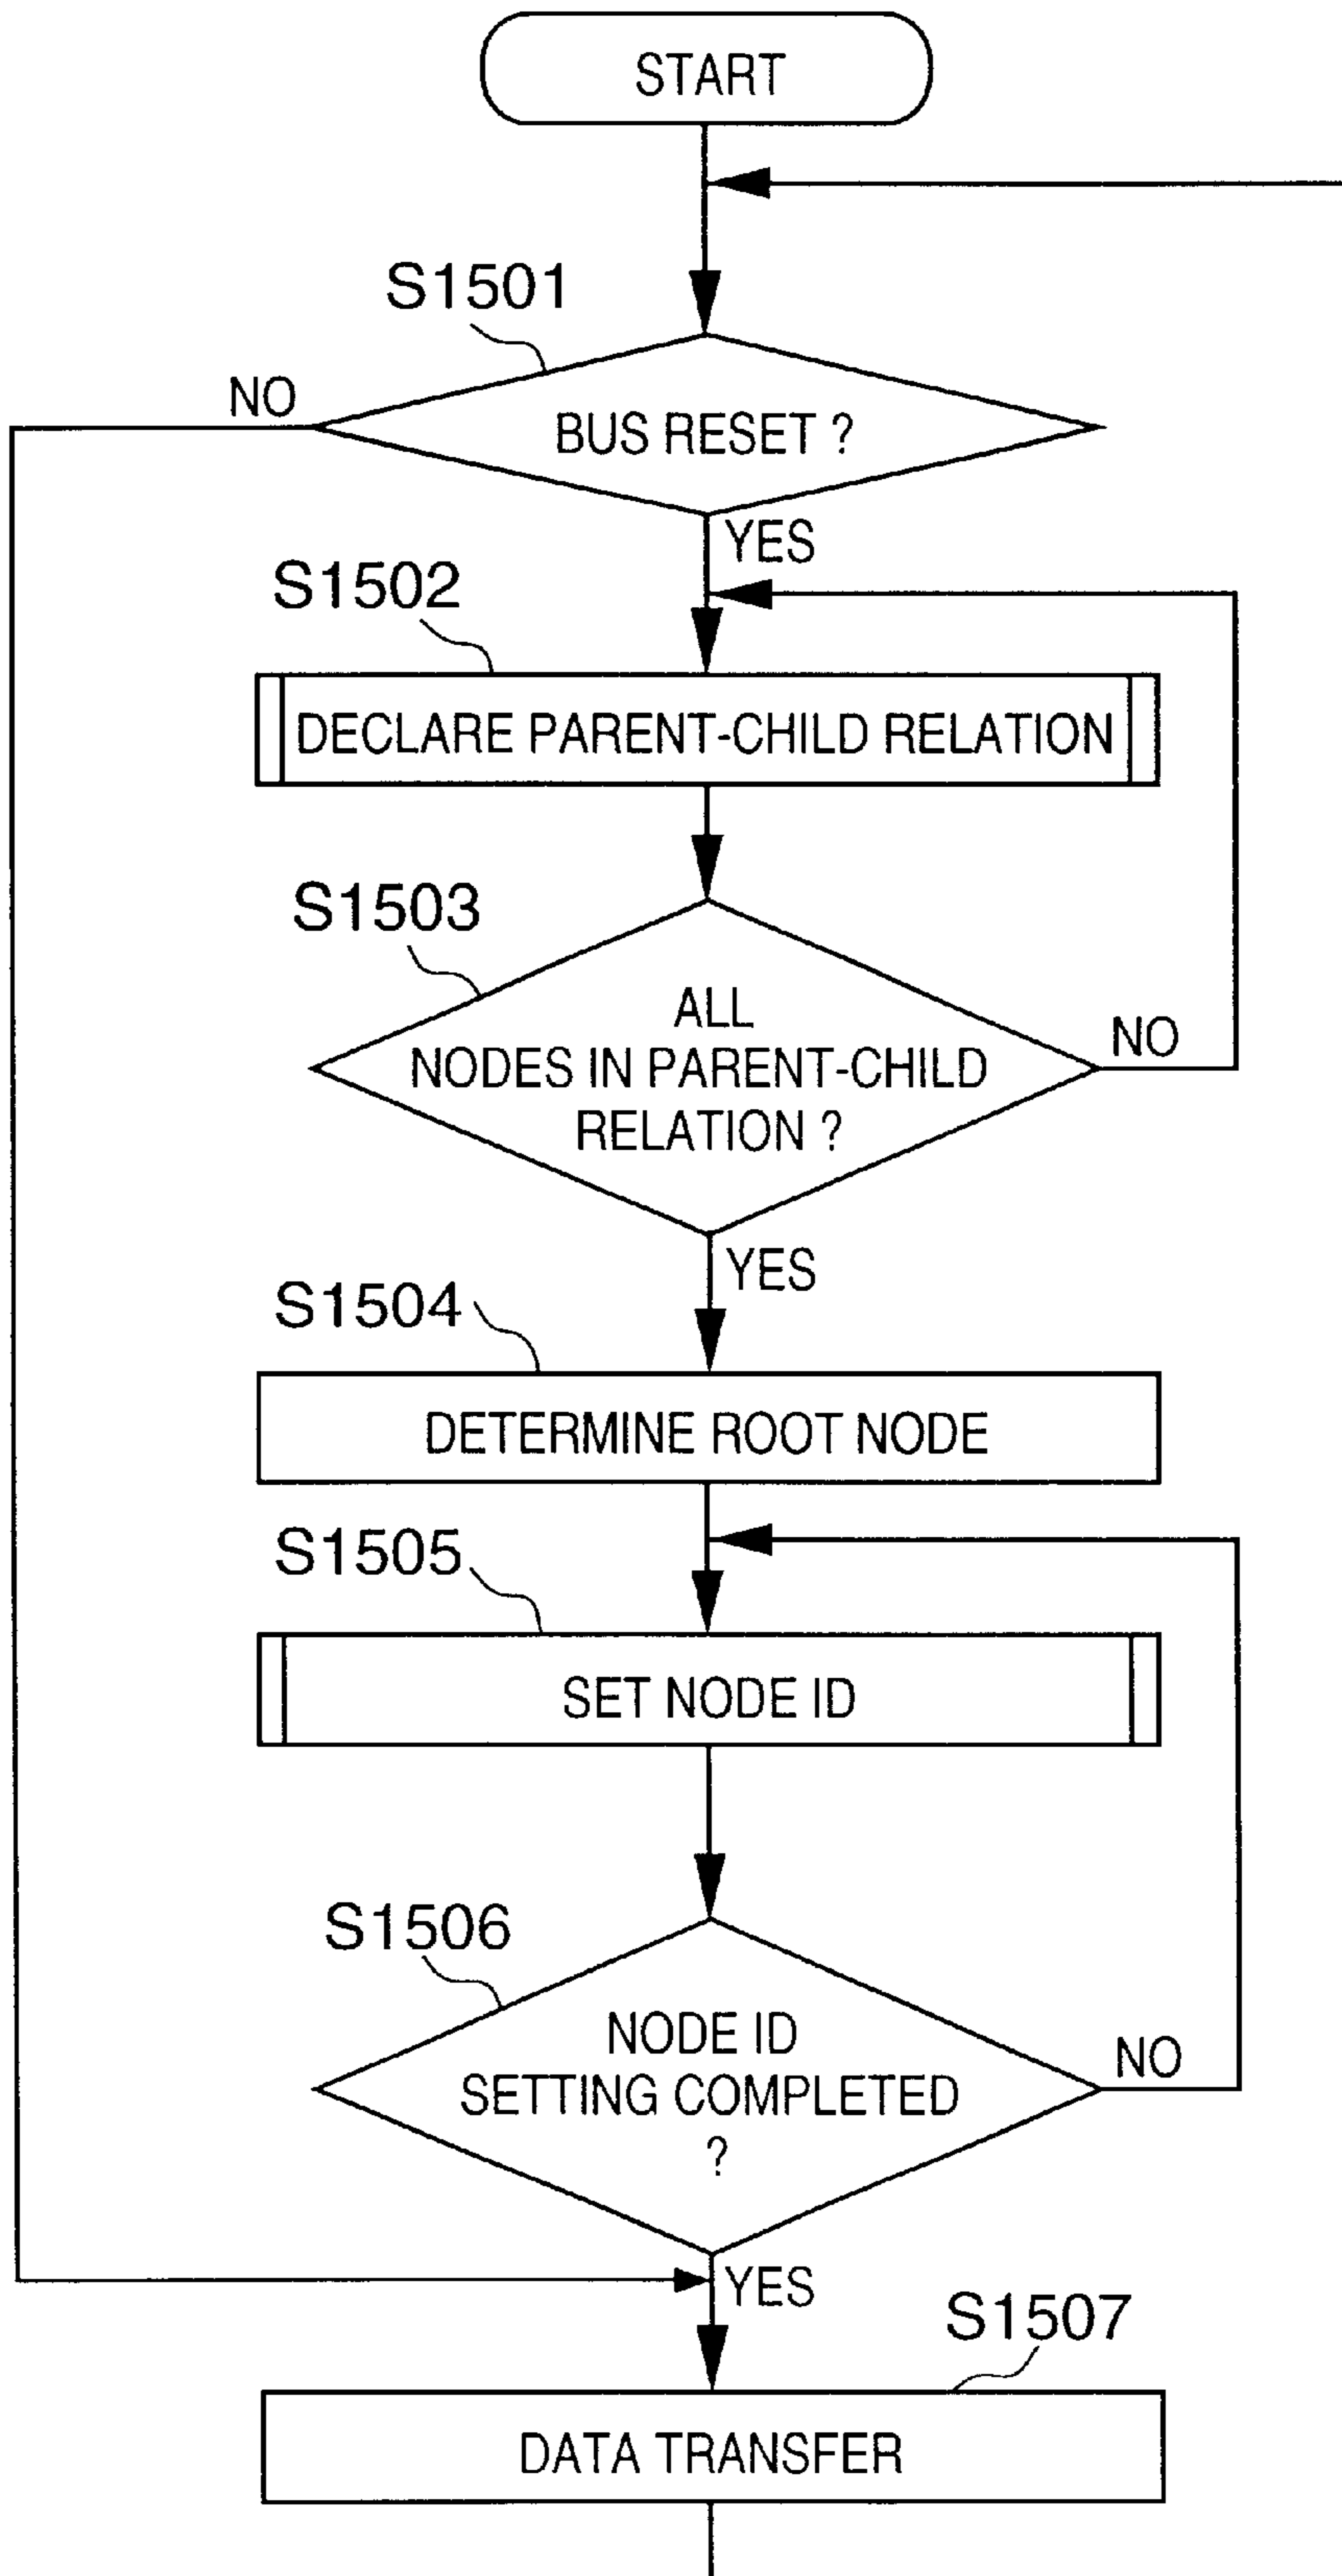 START
S1501
NO
BUS RESET ?
YES
S1502
DECLARE PARENT-CHILD RELATION
S1503
ALL
NODES IN PARENT-CHILD
RELATION ?
NO
YES
S1504
DETERMINE ROOT NODE
S1505
SET NODE ID
S1506
NODE ID
SETTING COMPLETED
?
NO
YES
S1507
DATA TRANSFER